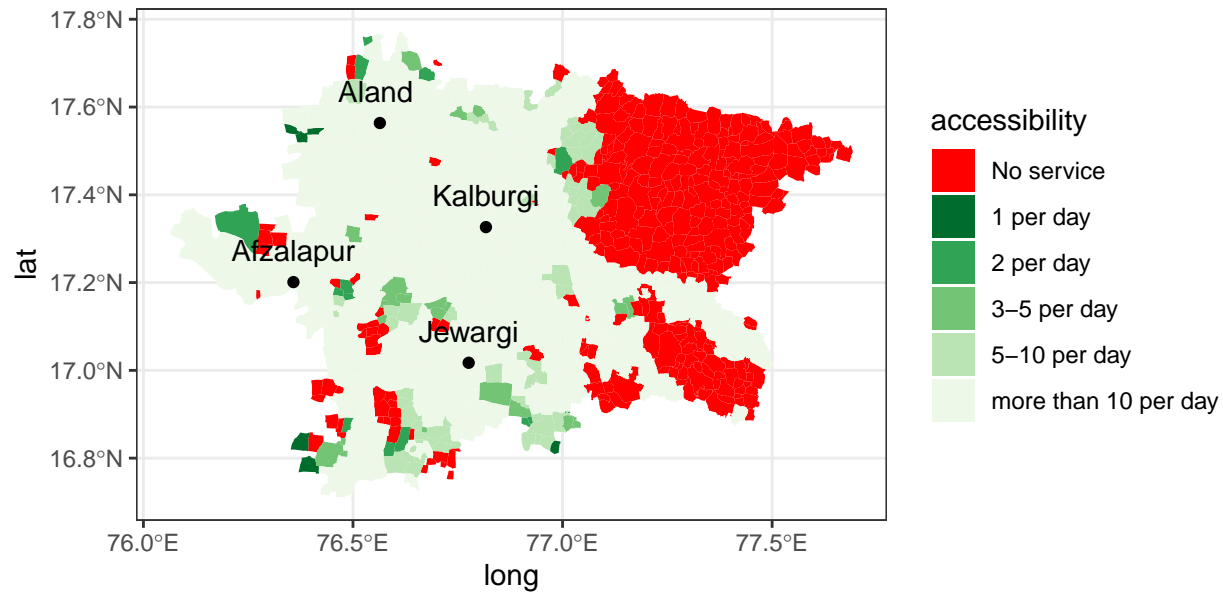 17.8°N
17.6°N
17.4°N
17.2°N
17.0°N
16.8°N
lat
Aland
Kalburgi
Afzalapur
Jewargi
76.0°E
76.5°E
77.0°E
77.5°E
long
accessibility
No service
1 per day
2 per day
3–5 per day
5–10 per day
more than 10 per day